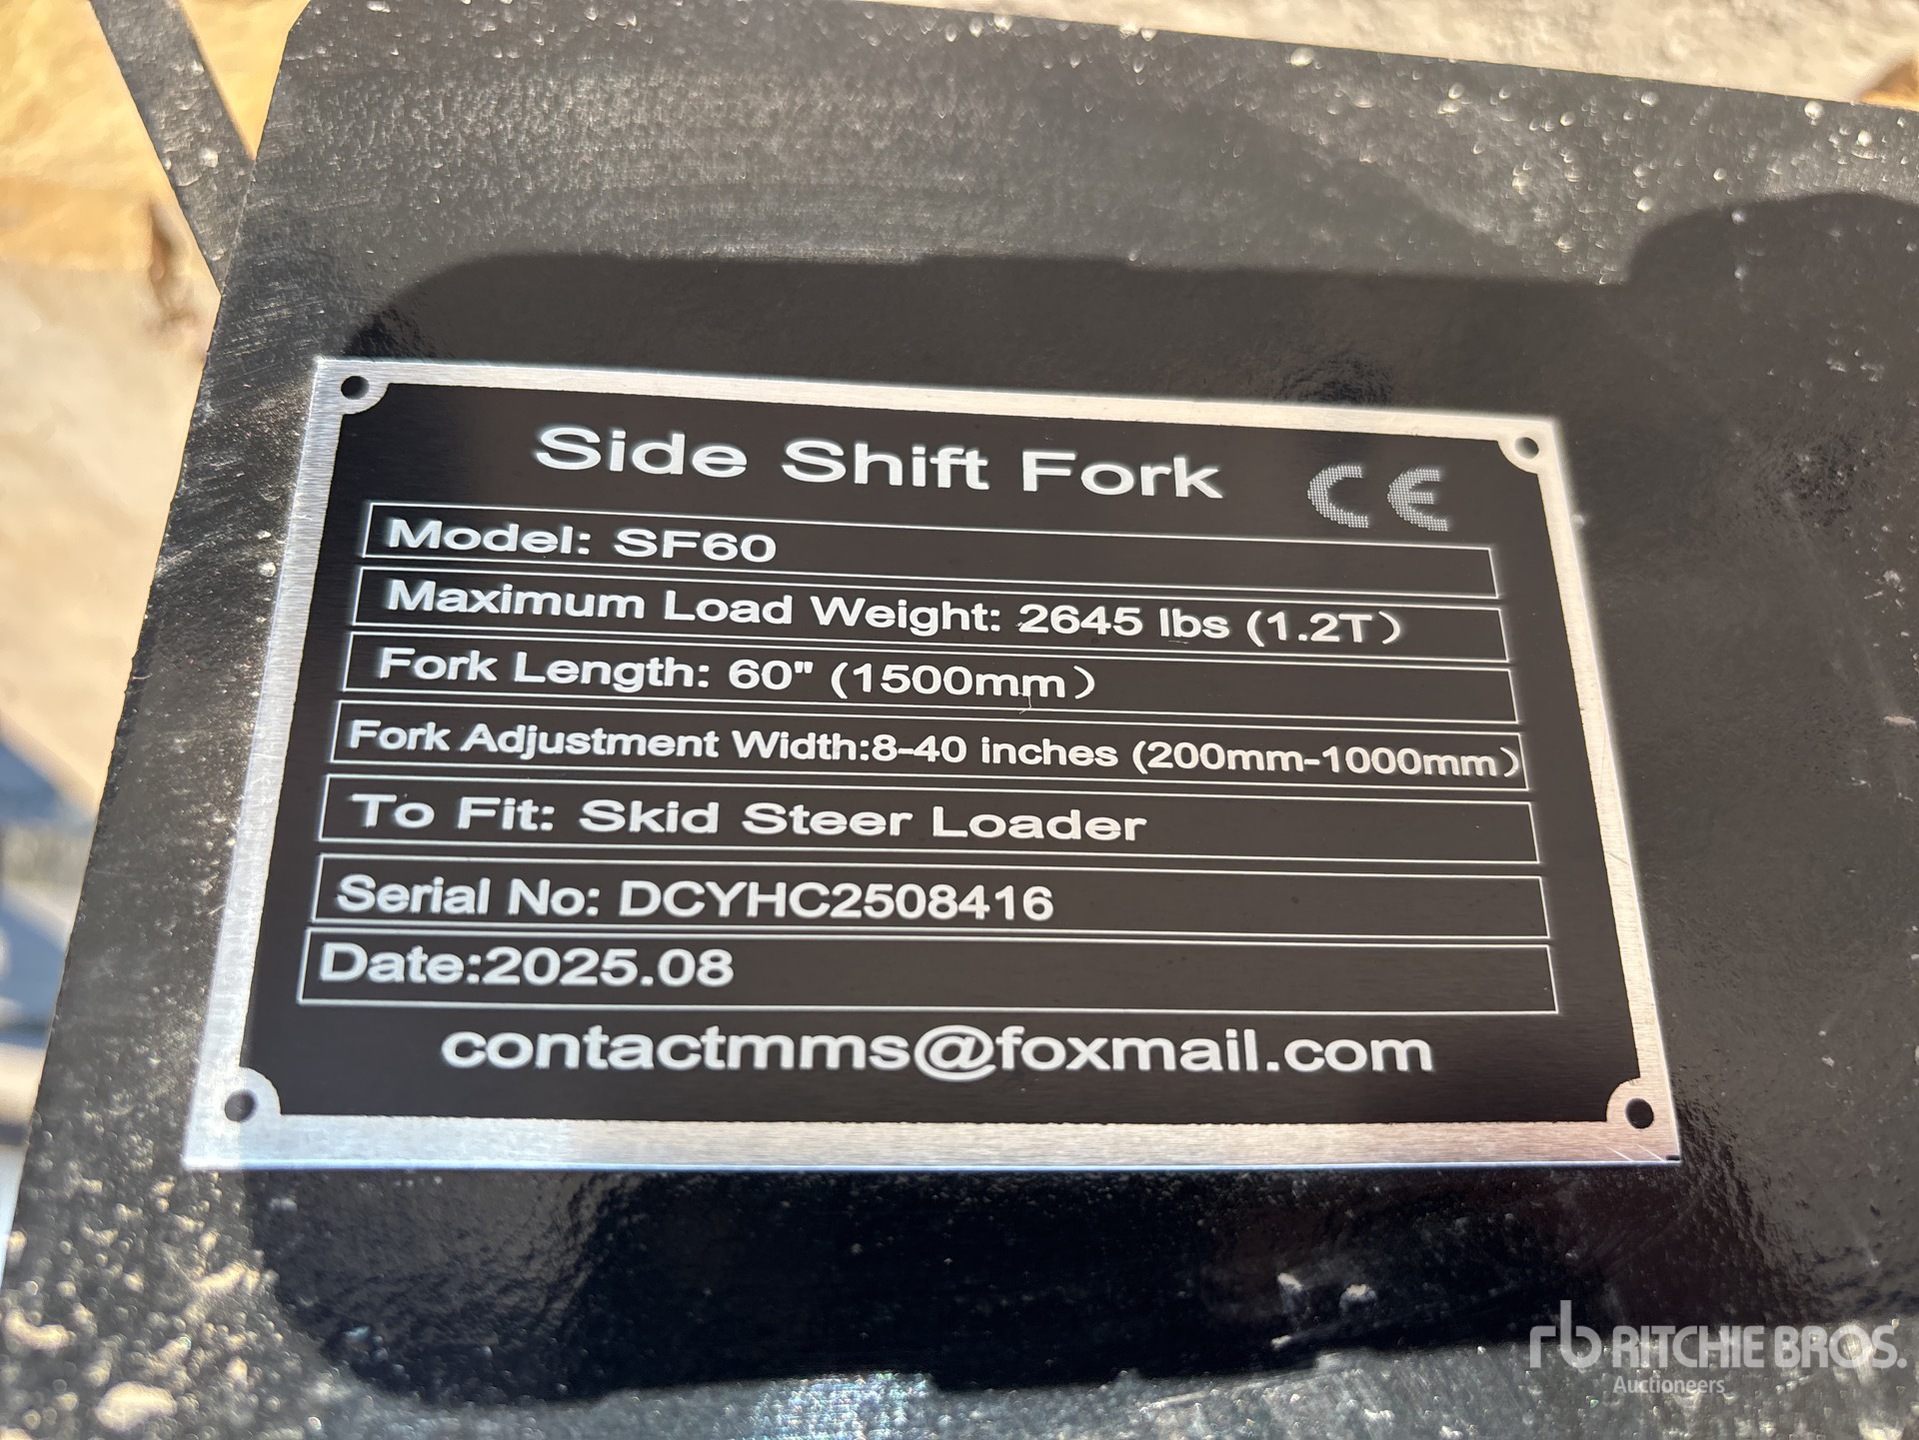 Side Shift Fork CE
Model: SF60
Maximum Load Weight: 2645 lbs (1.2T)
Fork Length: 60" (1500mm)
Fork Adjustment Width:8-40 inches (200mm-1000mm)
To Fit: Skid Steer Loader
Serial No: DCYHC2508416
Date:2025.08
contactmms@foxmail.com
rb RITCHIE BROS.
Auctioneers